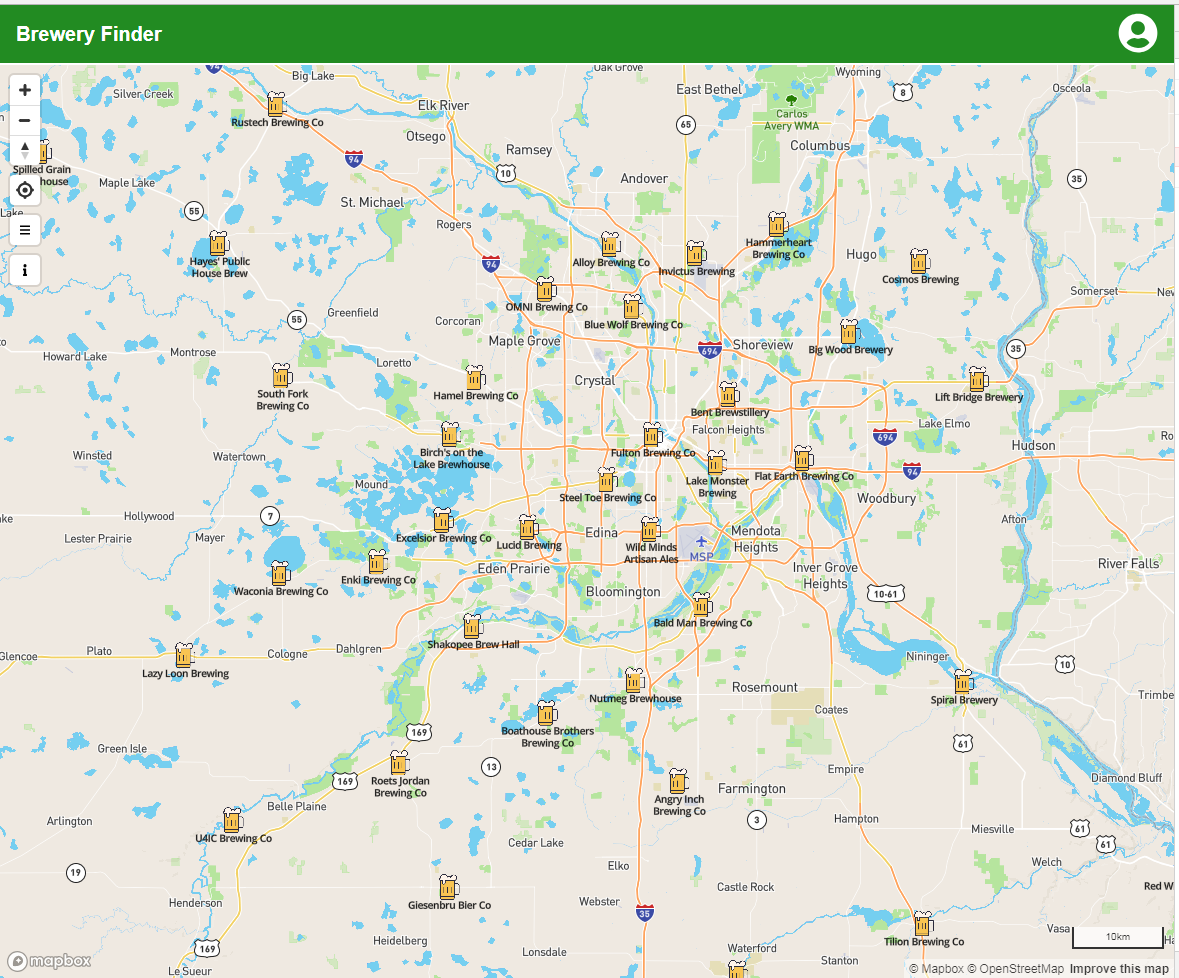 Brewery Finder
94
Big Lake
Oak Grove
Wyoming
Silver Creek
East Bethel
8
Osceola
Elk River
Rustech Brewing Co
Carlos
Avery WMA
65
Otsego
Columbus
94
Ramsey
10
Spilled Grain
house
Maple Lake
Andover
35
St. Michael
55
Lake
Rogers
Hammerheart
Brewing Co
Hugo
Hayes' Public
House Brew
Alloy Brewing Co
94
Invictus Brewing
Cosmos Brewing
Somerset
New
OMNI Brewing Co
Greenfield
55
Corcoran
Blue Wolf Brewing Co
Maple Grove
Shoreview
694
Big Wood Brewery
35
Montrose
Howard Lake
Loretto
Crystal
South Fork
Brewing Co
Hamel Brewing Co
Lift Bridge Brewery
Bent Brewstillery
Falcon Heights
Lake Elmo
694
Ro
Hudson
Birch's on the
Lake Brewhouse
Fulton Brewing Co
Winsted
Watertown
94
Lake Monster
Brewing
Flat Earth Brewing Co
Mound
Steel Toe Brewing Co
Woodbury
Hollywood
7
ke
Afton
Lester Prairie
Mayer
Excelsior Brewing Co
Lucid Brewing
Edina
Wild Minds
Artisan Ales
MSP
Mendota
Heights
River Falls
Eden Prairie
Enki Brewing Co
Inver Grove
Heights
Waconia Brewing Co
Bloomington
10-61
Bald Man Brewing Co
Shakopee Brew Hall
Plato
Cologne
Dahlgren
Glencoe
Nininger
10
Lazy Loon Brewing
Rosemount
Nutmeg Brewhouse
Spiral Brewery
Trimbe
Coates
Boathouse Brothers
Brewing Co
169
61
Green Isle
13
Empire
Roets Jordan
Brewing Co
169
Diamond Bluff
Farmington
Angry Inch
Brewing Co
Belle Plaine
Arlington
3
Hampton
Miesville
61
U4IC Brewing Co
Cedar Lake
61
19
Elko
Welch
Castle Rock
Red W
Henderson
Giesenbru Bier Co
Webster
35
Vasa
10km
Heidelberg
Tilion Brewing Co
169
Lonsdale
Waterford
Stanton
mapbox
Le Sueur
© Mapbox © OpenStreetMap Improve this map